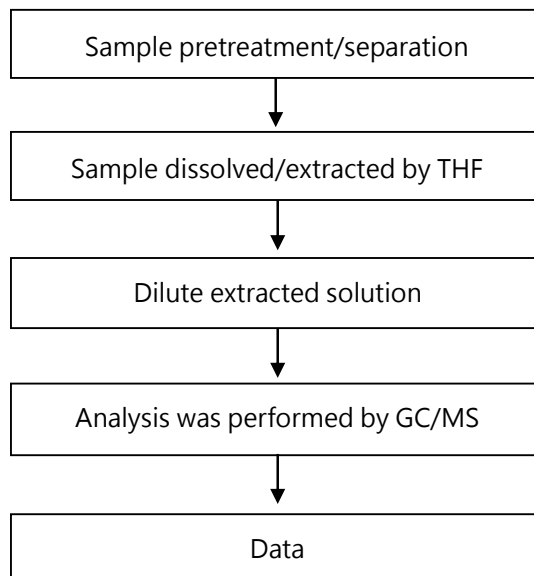 Sample pretreatment/separation
Sample dissolved/extracted by THF
Dilute extracted solution
Analysis was performed by GC/MS
Data